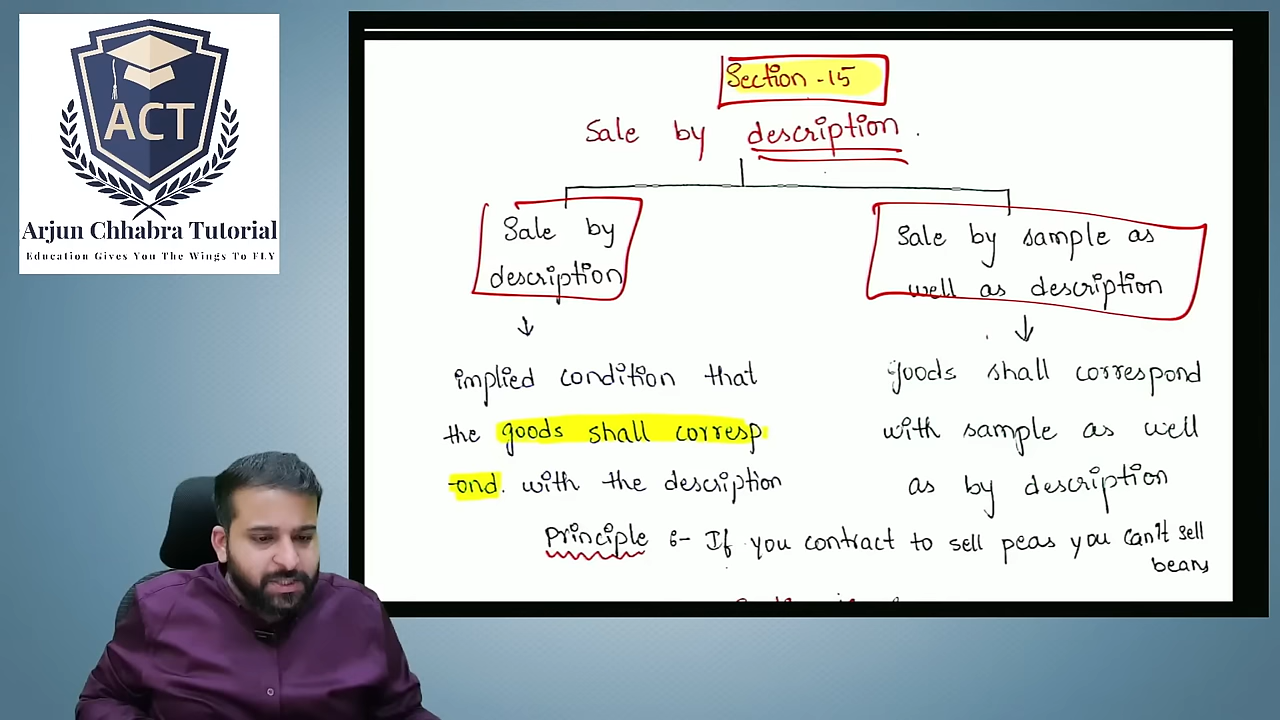 ACT
Arjun Chhabra Tutorial
Education Gives You The Wings To FLY
Section -15
Sale by description.
Sale by
description
Sale by sample as
well as description
implied condition that
the goods shall corresp
-ond. with the description
goods shall correspond
with sample as well
as by description
Principle :- If you contract to sell peas you can't sell
beans